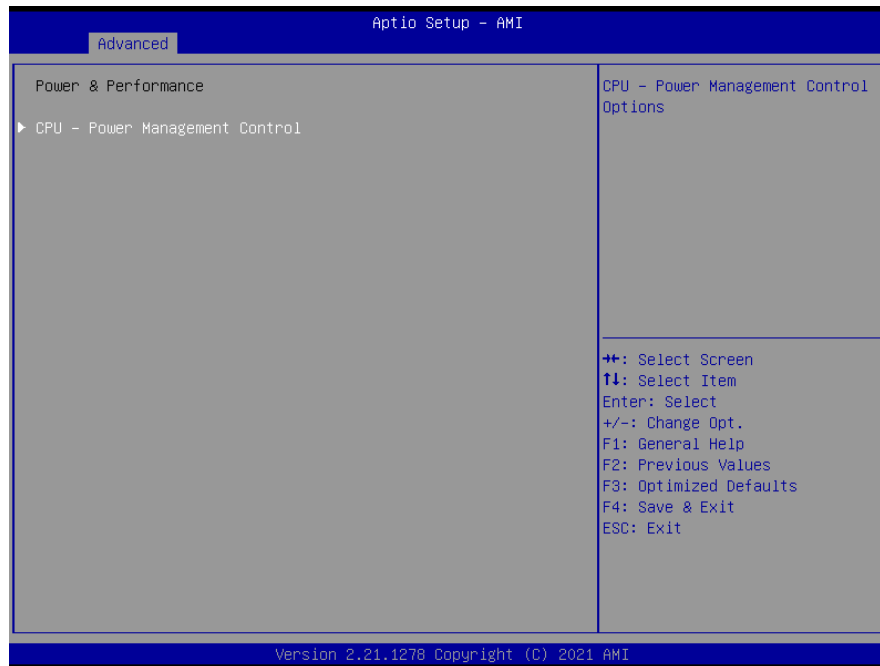 Aptio Setup – AMI
Advanced
Power & Performance
▶ CPU – Power Management Control
CPU – Power Management Control
Options
→←: Select Screen
↑↓: Select Item
Enter: Select
+/-: Change Opt.
F1: General Help
F2: Previous Values
F3: Optimized Defaults
F4: Save & Exit
ESC: Exit
Version 2.21.1278 Copyright (C) 2021 AMI